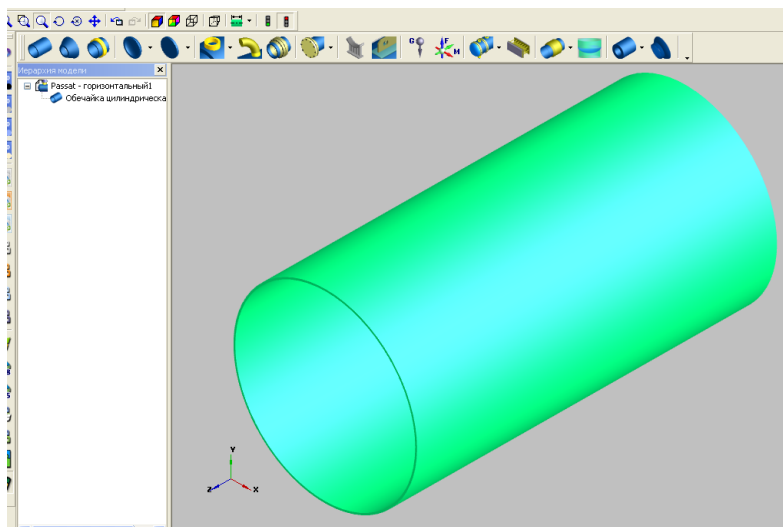 G F M
Иерархия модели
Passat - горизонтальный1
Обечайка цилиндрическа
Y
Z X